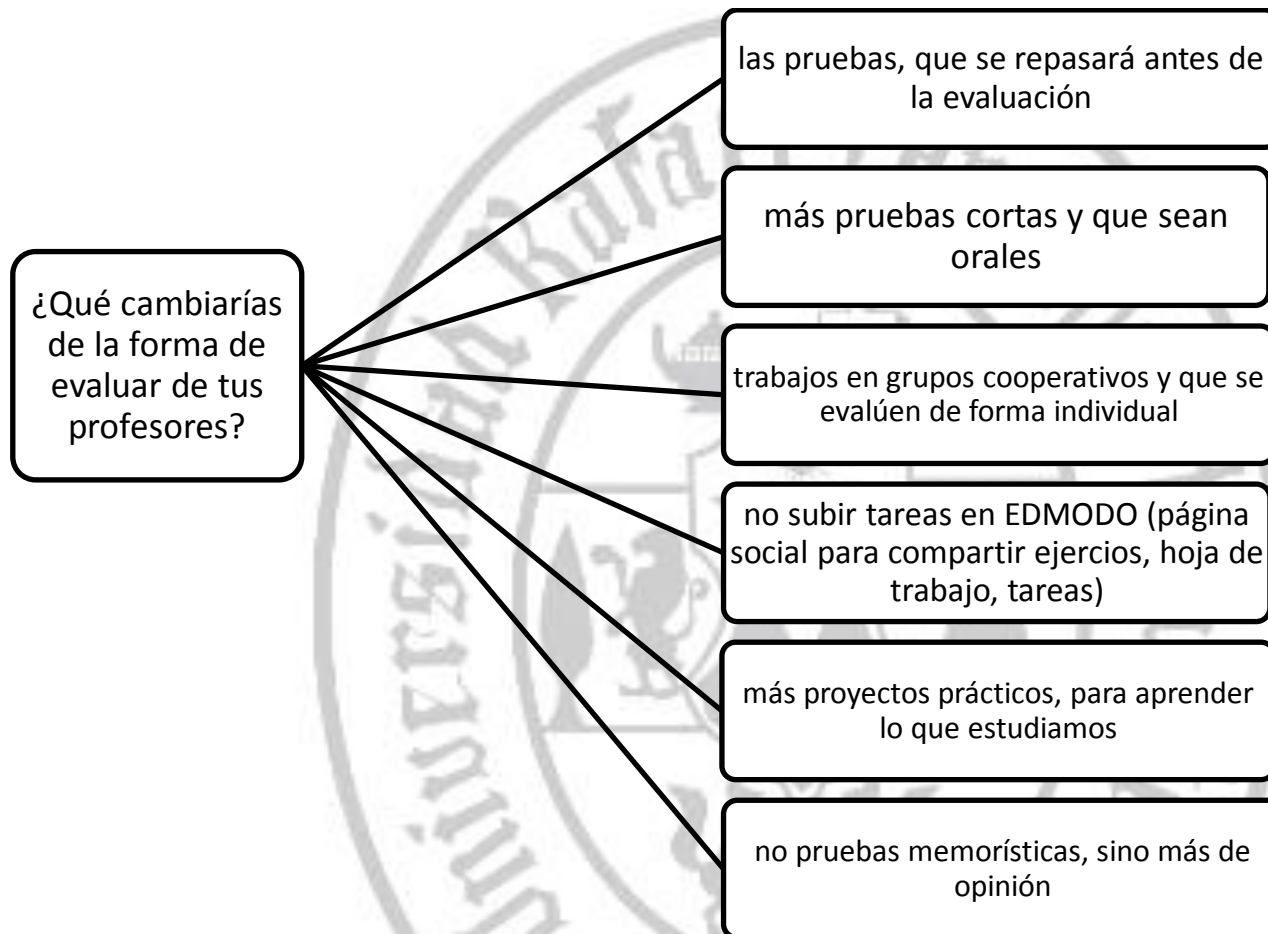 ¿Qué cambiarías
de la forma de
evaluar de tus
profesores?
las pruebas, que se repasará antes de
la evaluación
más pruebas cortas y que sean
orales
trabajos en grupos cooperativos y que se
evalúen de forma individual
no subir tareas en EDMODO (página
social para compartir ejercios, hoja de
trabajo, tareas)
más proyectos prácticos, para aprender
lo que estudiamos
no pruebas memorísticas, sino más de
opinión
Universidad Rafa